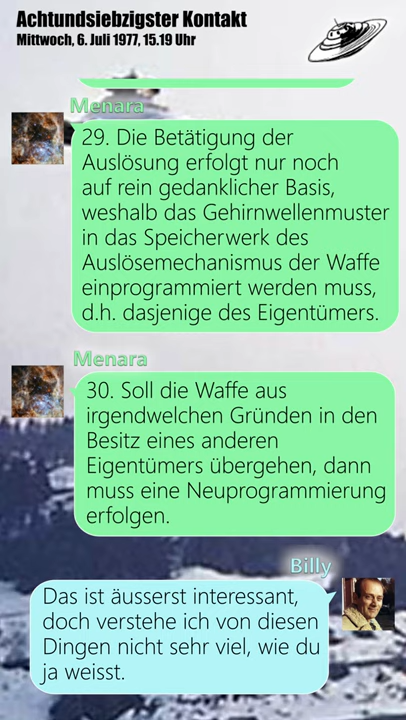 Achtundsiebzigster Kontakt
Mittwoch, 6. Juli 1977, 15.19 Uhr
Menara
29. Die Betätigung der
Auslösung erfolgt nur noch
auf rein gedanklicher Basis,
weshalb das Gehirnwellenmuster
in das Speicherwerk des
Auslösemechanismus der Waffe
einprogrammiert werden muss,
d.h. dasjenige des Eigentümers.
Menara
30. Soll die Waffe aus
irgendwelchen Gründen in den
Besitz eines anderen
Eigentümers übergehen, dann
muss eine Neuprogrammierung
erfolgen.
Billy
Das ist äusserst interessant,
doch verstehe ich von diesen
Dingen nicht sehr viel, wie du
ja weisst.